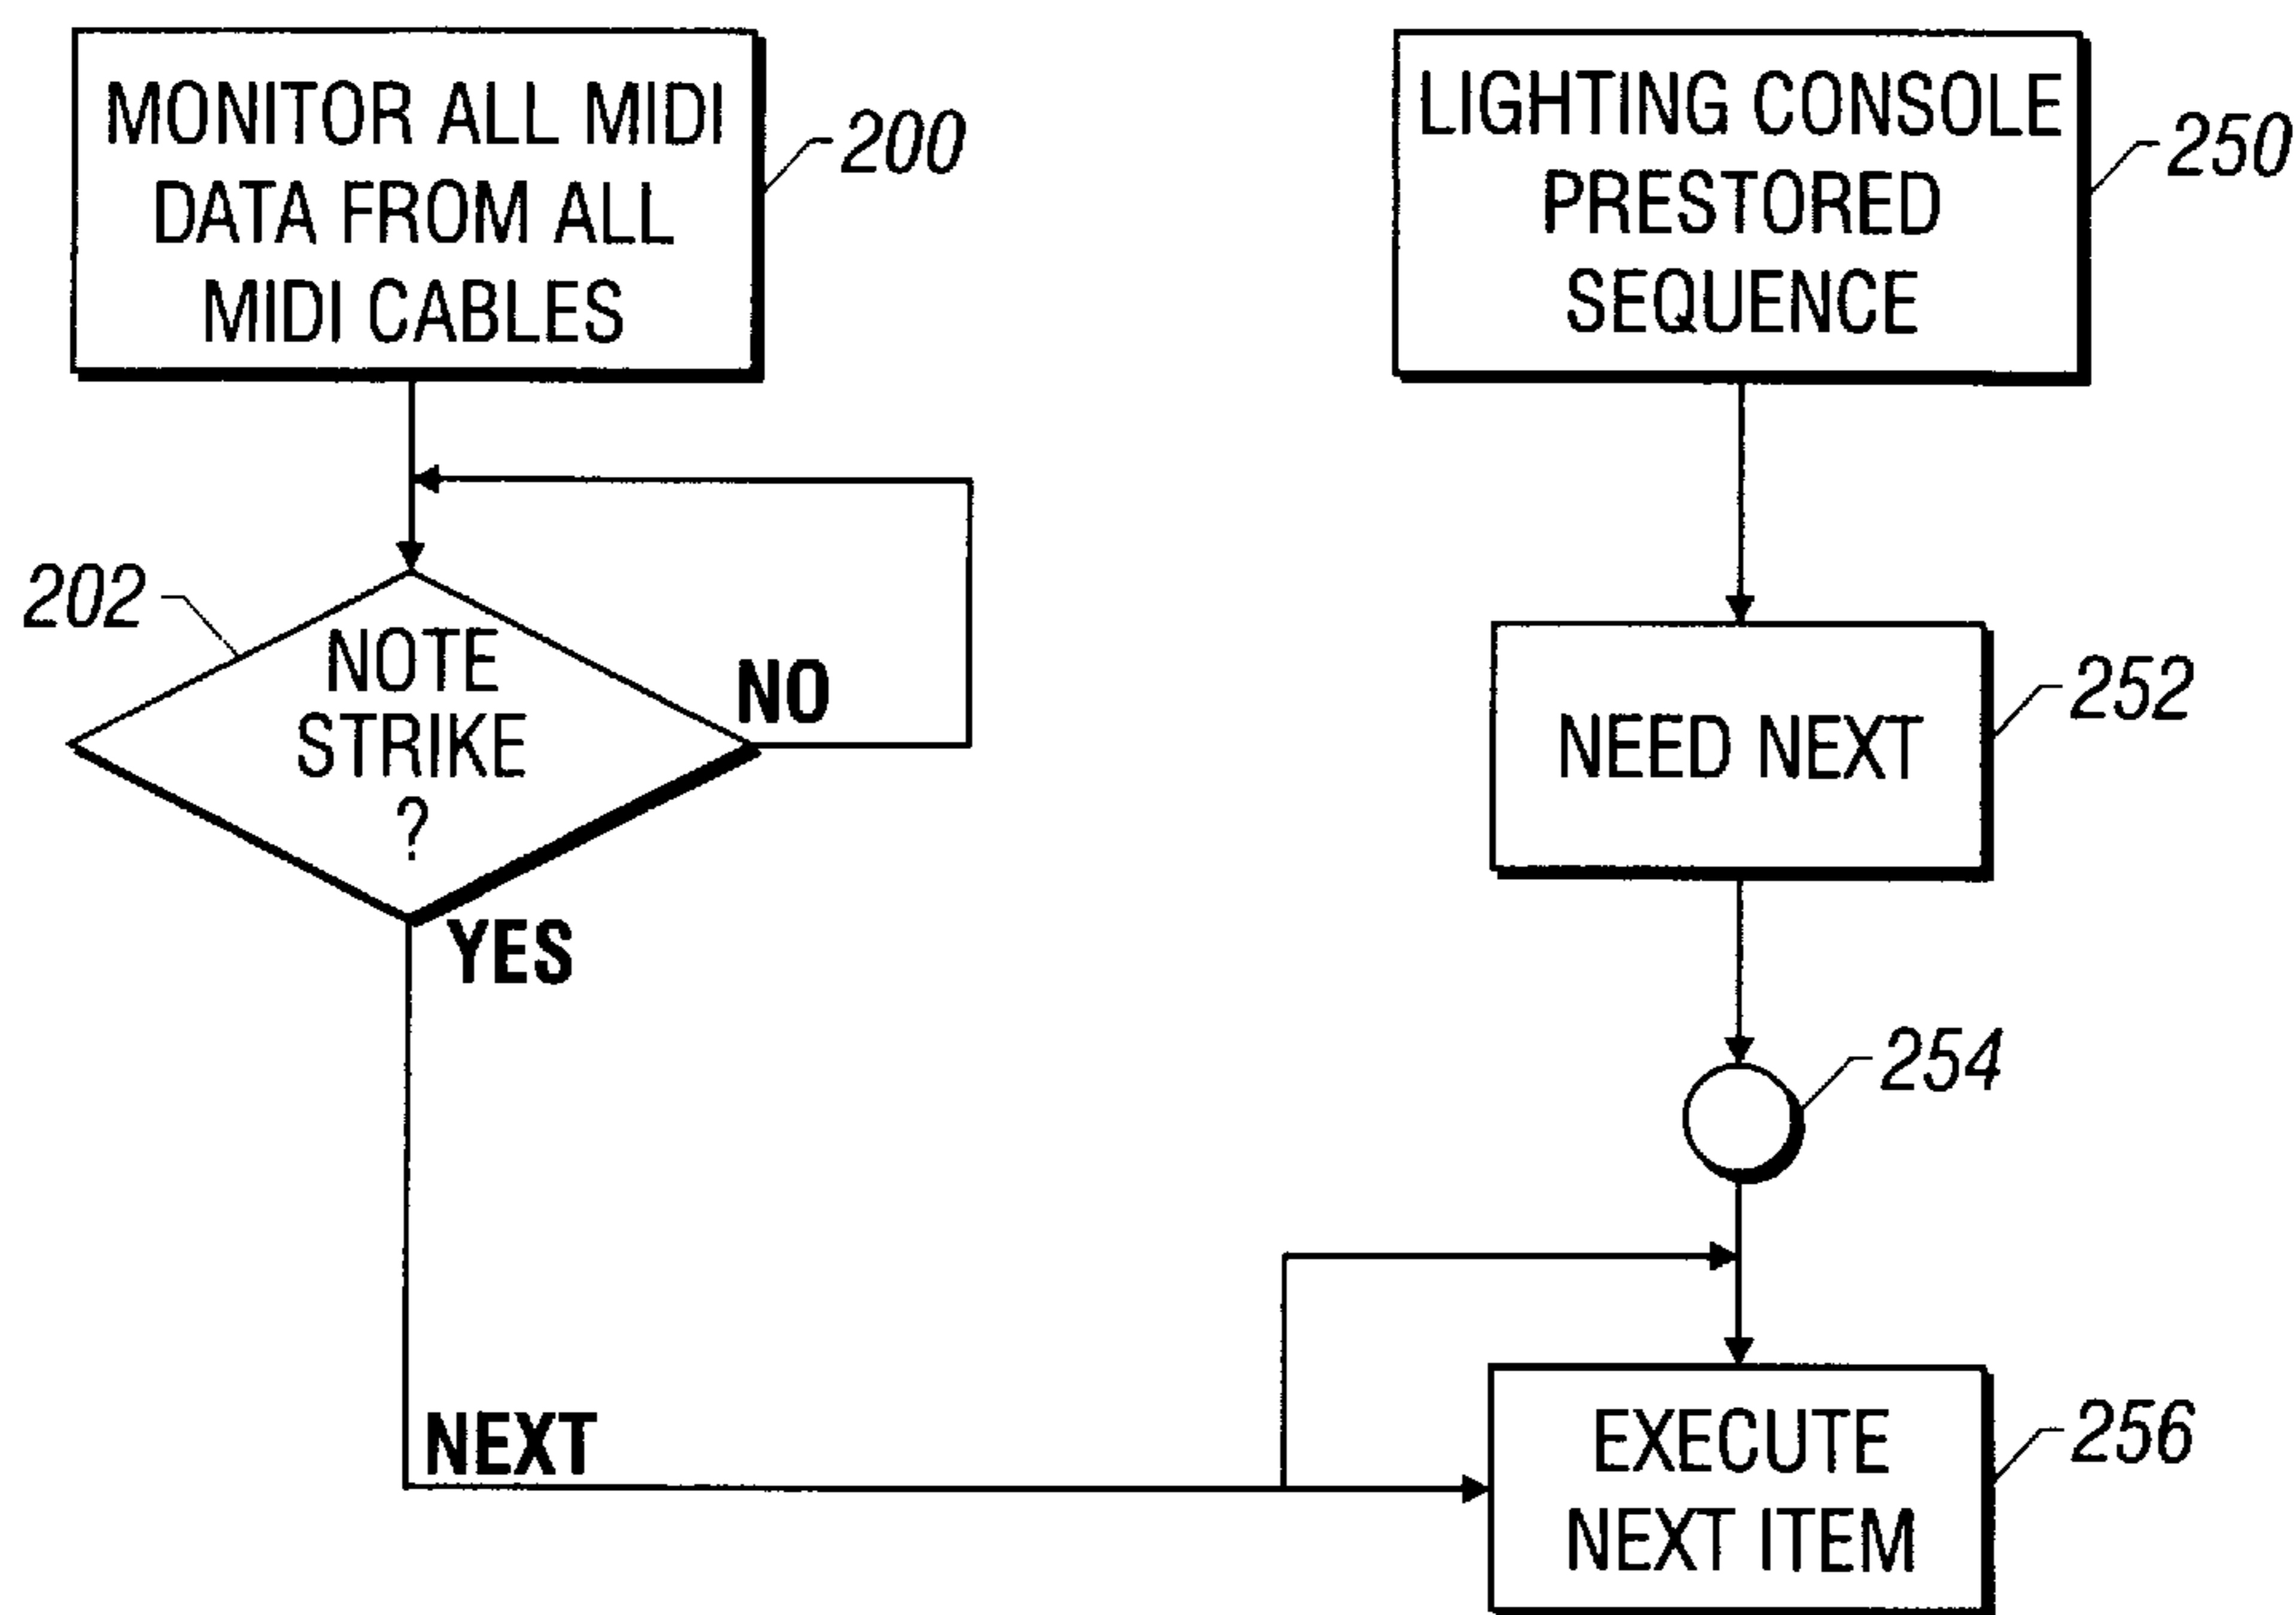 MONITOR ALL MIDI
DATA FROM ALL
MIDI CABLES
200
202
NOTE
STRIKE
?
NO
YES
NEXT
LIGHTING CONSOLE
PRESTORED
SEQUENCE
250
NEED NEXT
252
254
EXECUTE
NEXT ITEM
256